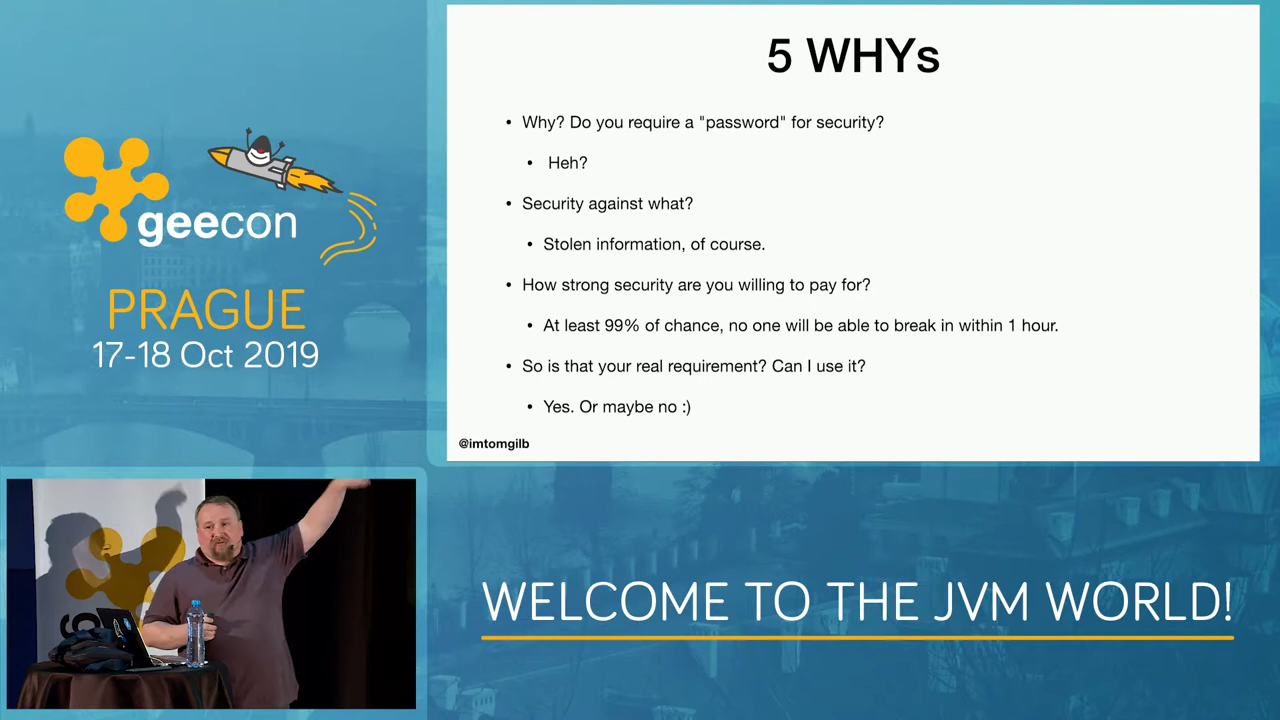 geecon
PRAGUE
17-18 Oct 2019
5 WHYs
• Why? Do you require a "password" for security?
• Heh?
• Security against what?
• Stolen information, of course.
• How strong security are you willing to pay for?
• At least 99% of chance, no one will be able to break in within 1 hour.
• So is that your real requirement? Can I use it?
• Yes. Or maybe no :)
@imtomgilb
WELCOME TO THE JVM WORLD!